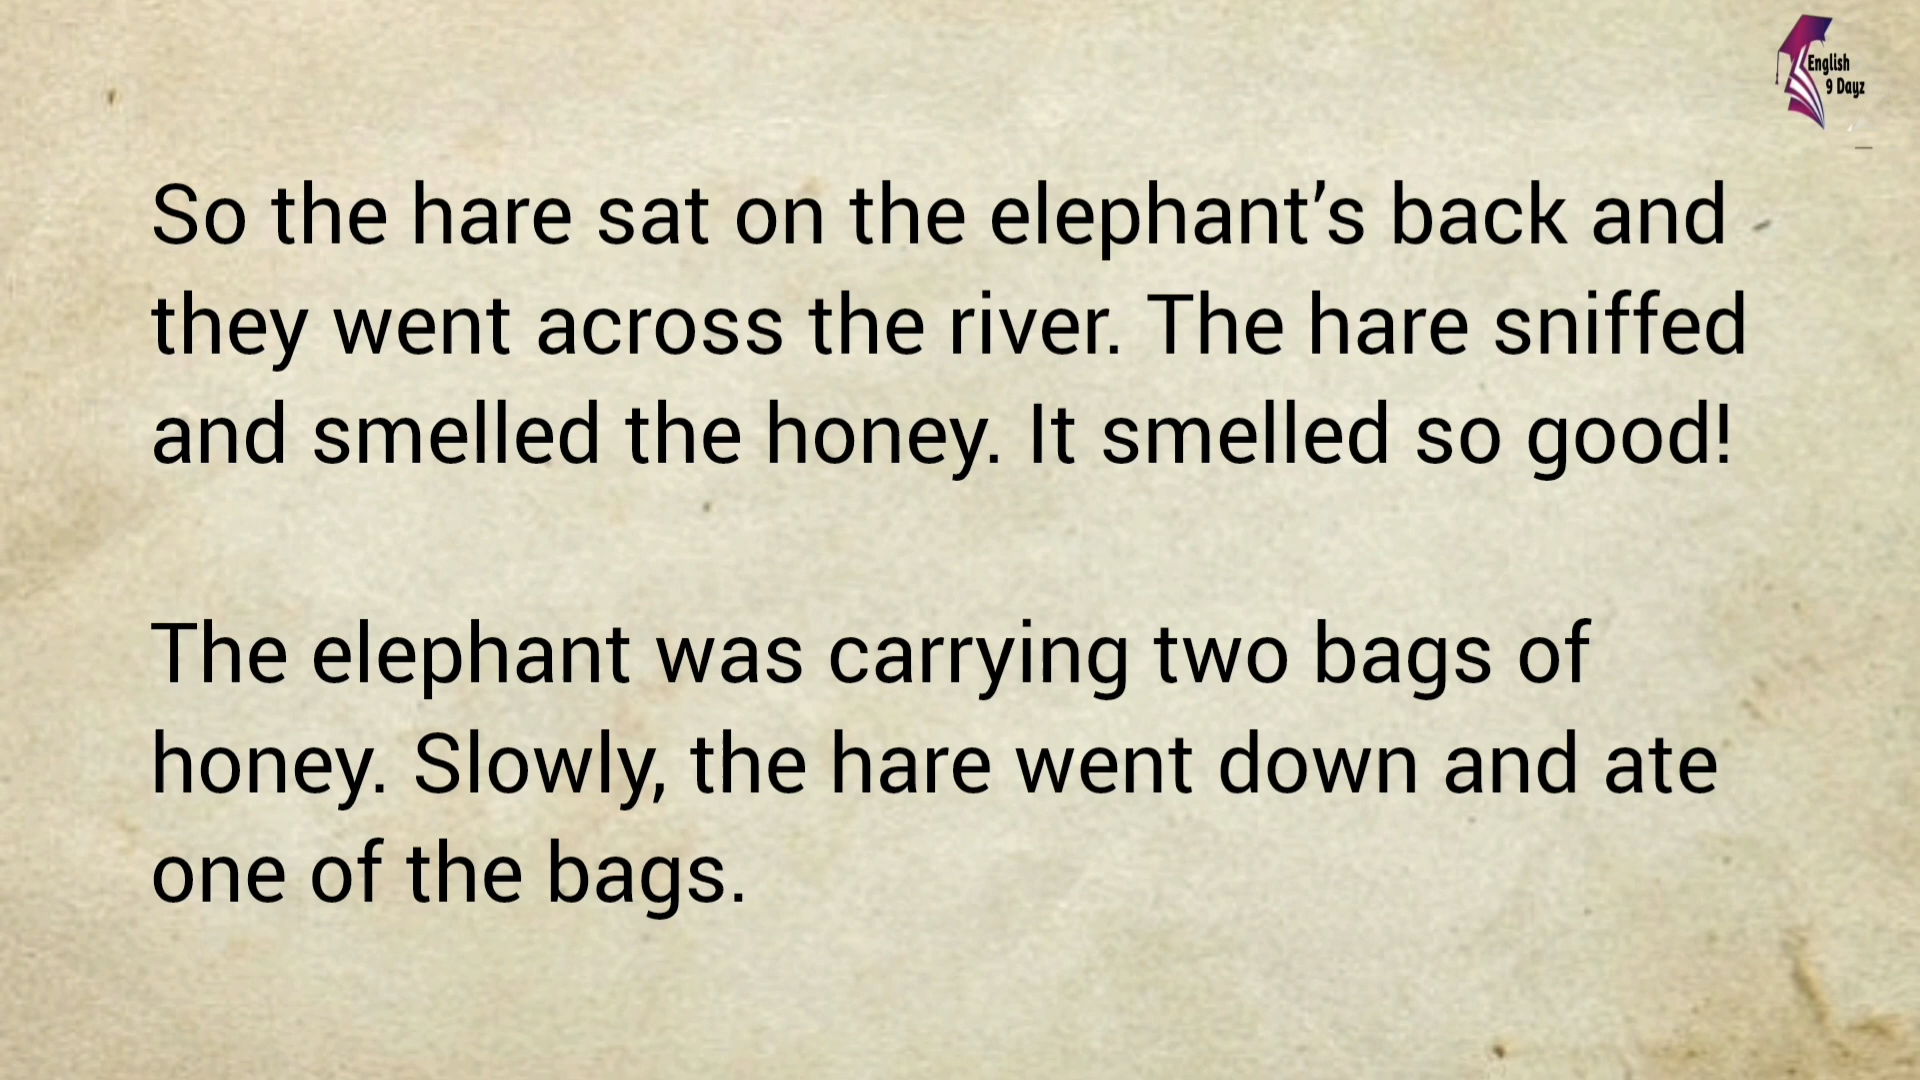 English
9 Dayz
So the hare sat on the elephant’s back and
they went across the river. The hare sniffed
and smelled the honey. It smelled so good!
The elephant was carrying two bags of
honey. Slowly, the hare went down and ate
one of the bags.